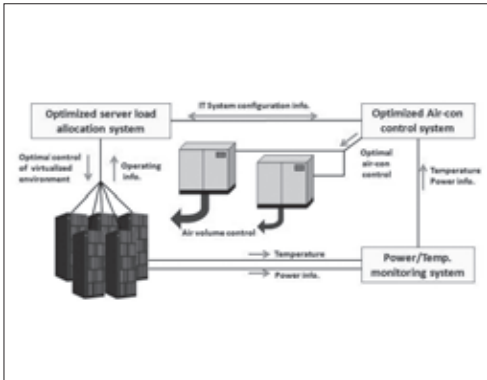 IT System configuration info.
Optimized server load
allocation system
Optimized Air-con
control system
Optimal control
of virtualized
environment
Operating
info.
Optimal
air-con
control
Temperature
Power info.
Air volume control
Temperature
Power info.
Power/Temp.
monitoring system